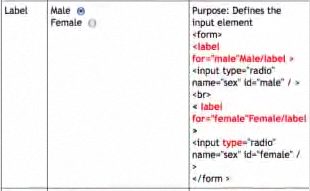 Label
Male
Female
Purpose: Defines the
input element
<form>
<label
for="male"Male/label >
<input type="radio"
name="sex" id="male" / >
<br>
< label
for="female"Female/label
>
<input type="radio"
name="sex" id="female" /
>
</form >